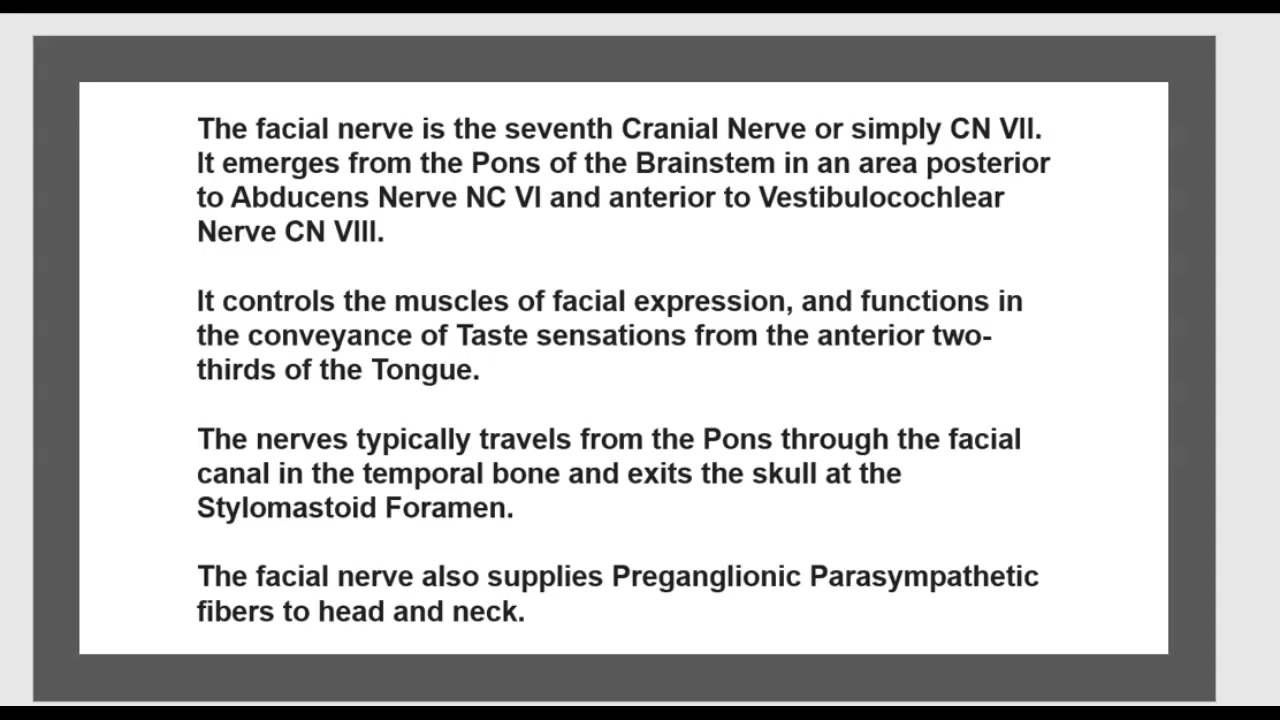 The facial nerve is the seventh Cranial Nerve or simply CN VII.
It emerges from the Pons of the Brainstem in an area posterior
to Abducens Nerve NC VI and anterior to Vestibulocochlear
Nerve CN VIII.
It controls the muscles of facial expression, and functions in
the conveyance of Taste sensations from the anterior two-
thirds of the Tongue.
The nerves typically travels from the Pons through the facial
canal in the temporal bone and exits the skull at the
Stylomastoid Foramen.
The facial nerve also supplies Preganglionic Parasympathetic
fibers to head and neck.